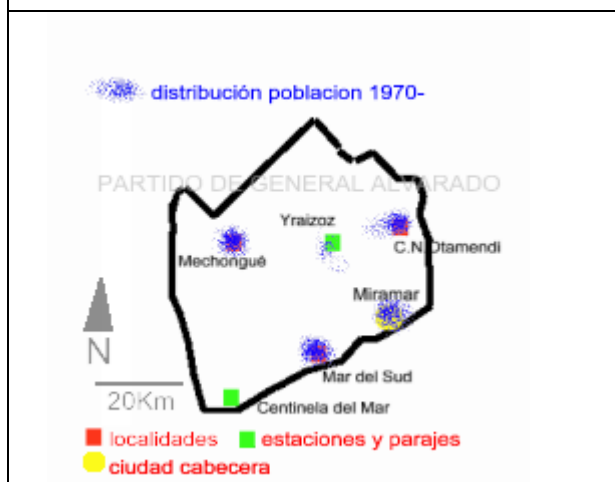 distribución poblacion 1970-
PARTIDO DE GENERAL ALVARADO
Yraizoz
C.N.Otamendi
Mechongué
Miramar
N
Mar del Sud
20Km
Centinela del Mar
localidades
estaciones y parajes
ciudad cabecera